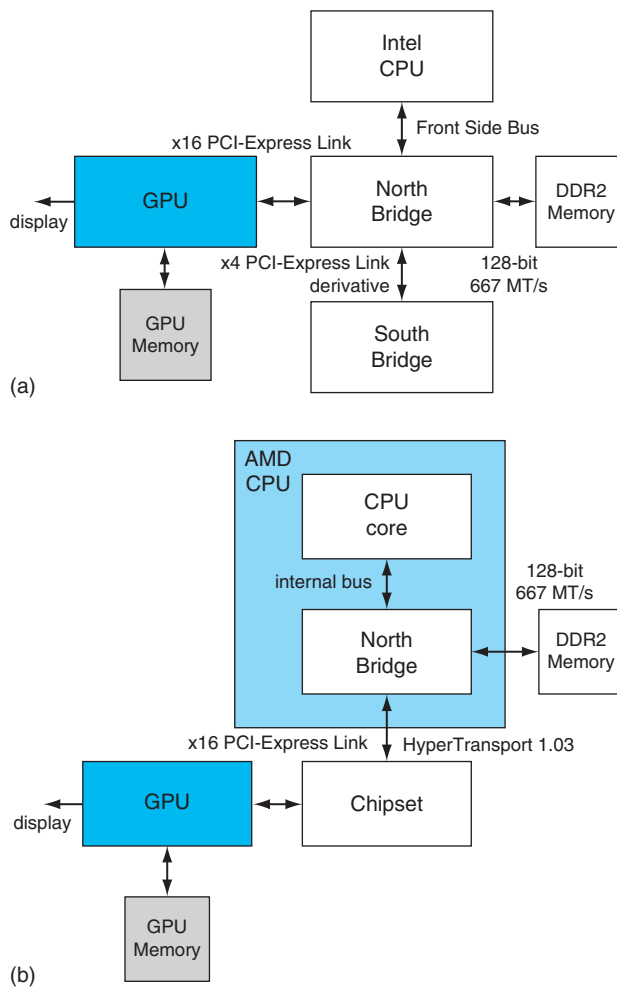 Intel
CPU
Front Side Bus
x16 PCI-Express Link
GPU
North
Bridge
DDR2
Memory
display
x4 PCI-Express Link
derivative
128-bit
667 MT/s
GPU
Memory
South
Bridge
(a)
AMD
CPU
CPU
core
internal bus
128-bit
667 MT/s
North
Bridge
DDR2
Memory
x16 PCI-Express Link
HyperTransport 1.03
GPU
Chipset
display
GPU
Memory
(b)